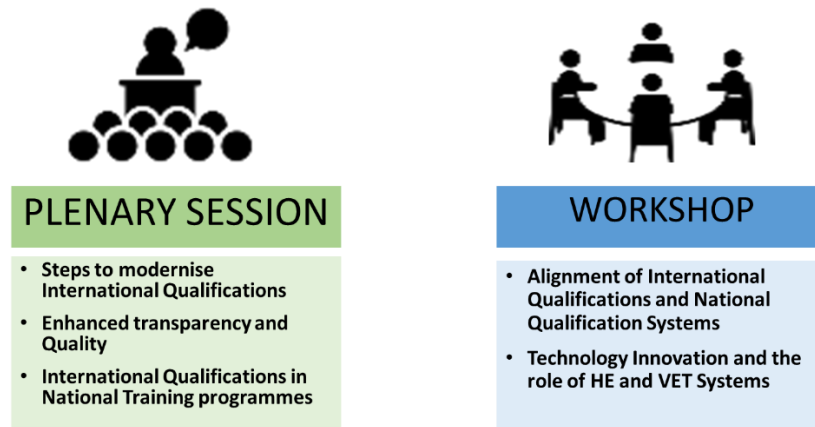 PLENARY SESSION
• Steps to modernise
International Qualifications
• Enhanced transparency and
Quality
• International Qualifications in
National Training programmes
WORKSHOP
• Alignment of International
Qualifications and National
Qualification Systems
• Technology Innovation and the
role of HE and VET Systems